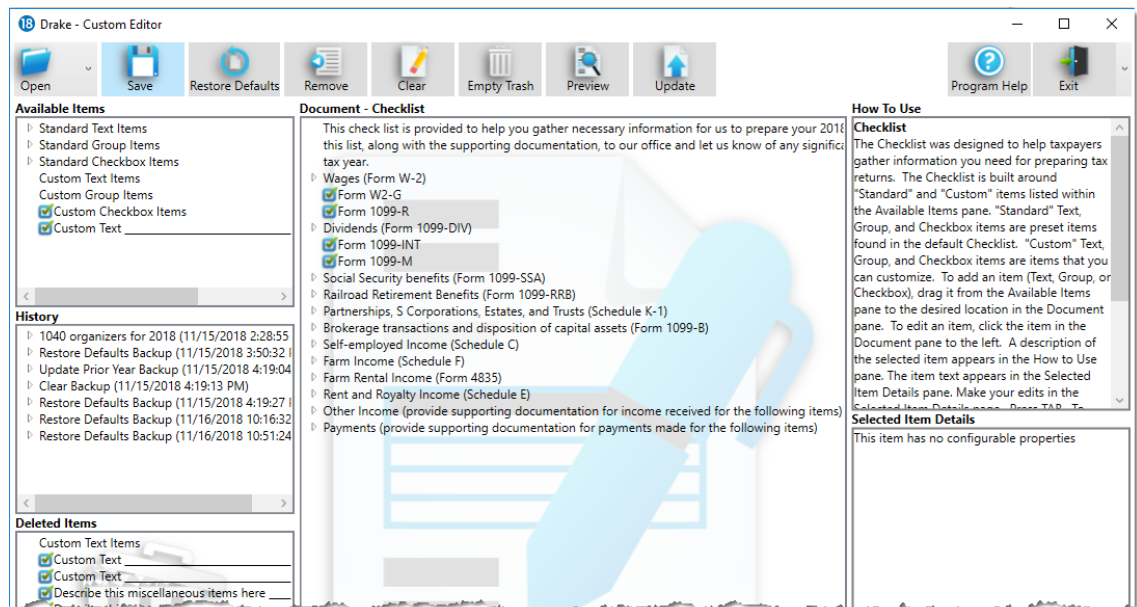 18 Drake - Custom Editor
Open
Save
Restore Defaults
Remove
Clear
Empty Trash
Preview
Update
Program Help
Exit
Available Items
Standard Text Items
Standard Group Items
Standard Checkbox Items
Custom Text Items
Custom Group Items
Custom Checkbox Items
Custom Text
History
1040 organizers for 2018 (11/15/2018 2:28:55
Restore Defaults Backup (11/15/2018 3:50:32
Update Prior Year Backup (11/15/2018 4:19:04
Clear Backup (11/15/2018 4:19:13 PM)
Restore Defaults Backup (11/15/2018 4:19:27
Restore Defaults Backup (11/16/2018 10:16:32
Restore Defaults Backup (11/16/2018 10:51:24
Deleted Items
Custom Text Items
Custom Text
Custom Text
Describe this miscellaneous items here
Document - Checklist
This check list is provided to help you gather necessary information for us to prepare your 2018
this list, along with the supporting documentation, to our office and let us know of any significa
tax year.
Wages (Form W-2)
Form W2-G
Form 1099-R
Dividends (Form 1099-DIV)
Form 1099-INT
Form 1099-M
Social Security benefits (Form 1099-SSA)
Railroad Retirement Benefits (Form 1099-RRB)
Partnerships, S Corporations, Estates, and Trusts (Schedule K-1)
Brokerage transactions and disposition of capital assets (Form 1099-B)
Self-employed Income (Schedule C)
Farm Income (Schedule F)
Farm Rental Income (Form 4835)
Rent and Royalty Income (Schedule E)
Other Income (provide supporting documentation for income received for the following items)
Payments (provide supporting documentation for payments made for the following items)
How To Use
Checklist
The Checklist was designed to help taxpayers
gather information you need for preparing tax
returns. The Checklist is built around
"Standard" and "Custom" items listed within
the Available Items pane. "Standard" Text,
Group, and Checkbox items are preset items
found in the default Checklist. "Custom" Text,
Group, and Checkbox items are items that you
can customize. To add an item (Text, Group, or
Checkbox), drag it from the Available Items
pane to the desired location in the Document
pane. To edit an item, click the item in the
Document pane to the left. A description of
the selected item appears in the How to Use
pane. The item text appears in the Selected
Item Details pane. Make your edits in the
Selected Item Details pane. Press TAB. To
Selected Item Details
This item has no configurable properties